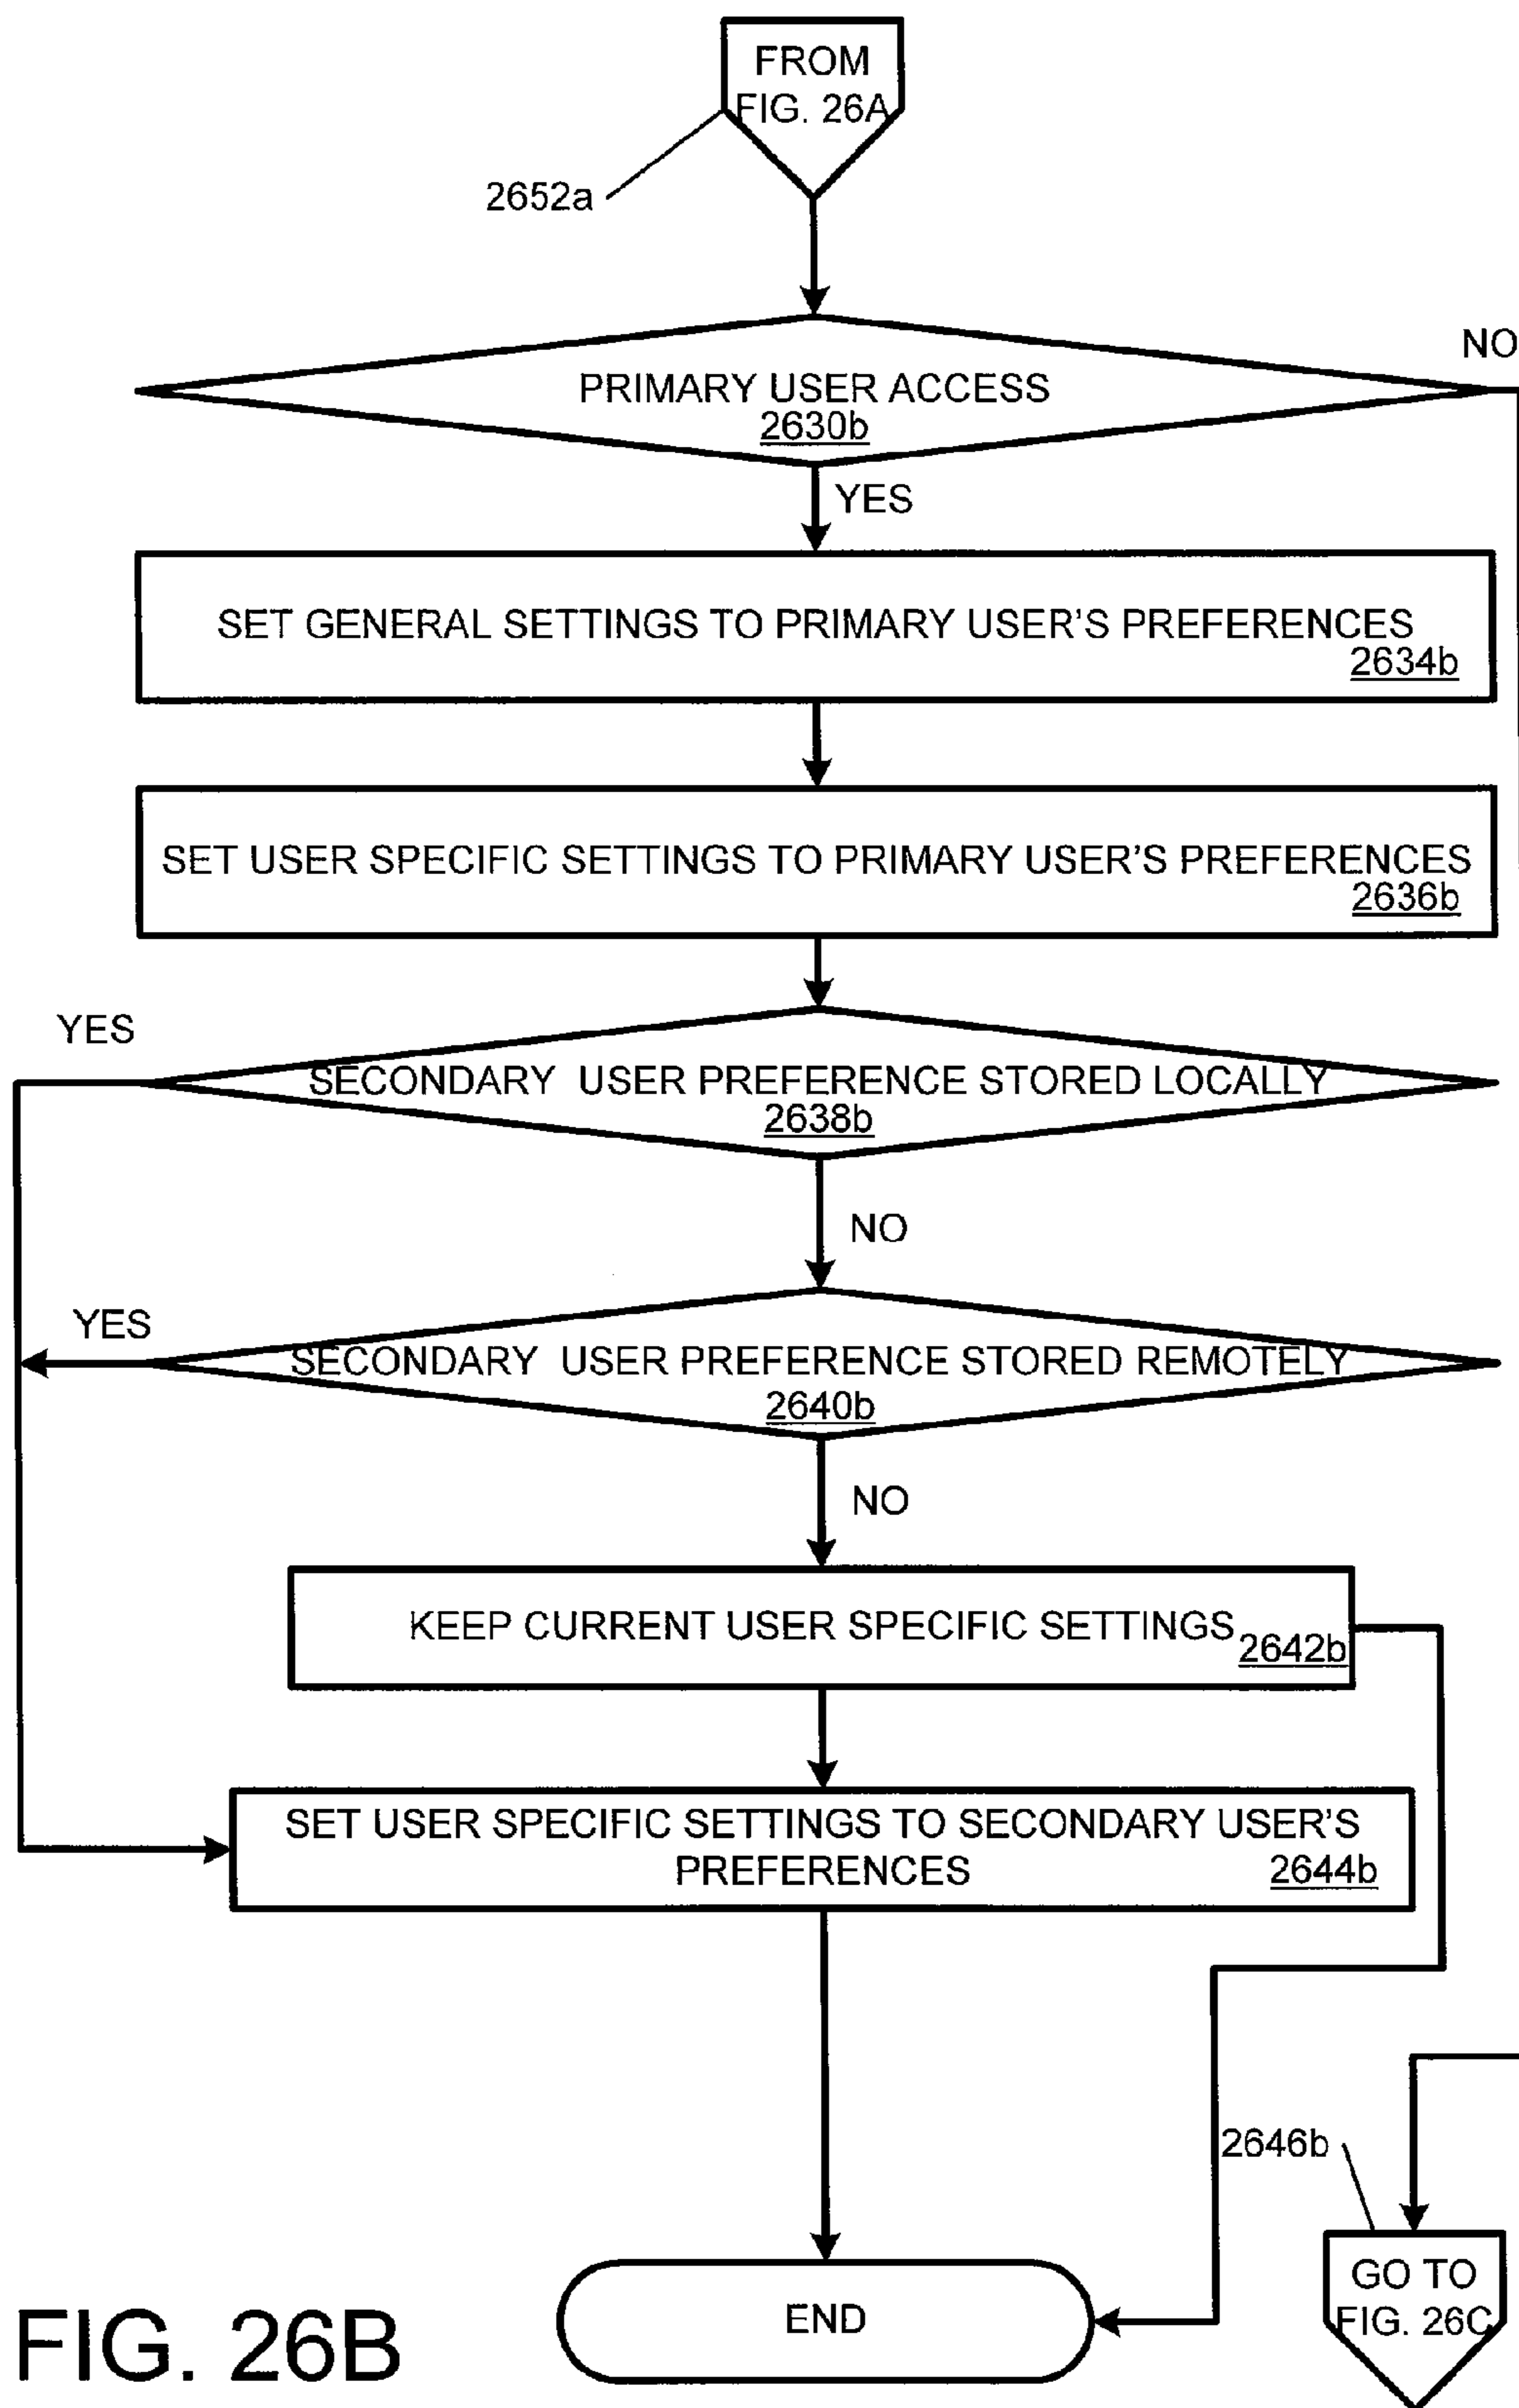 FROM
FIG. 26A
2652a
NO
PRIMARY USER ACCESS
2630b
YES
SET GENERAL SETTINGS TO PRIMARY USER'S PREFERENCES
2634b
SET USER SPECIFIC SETTINGS TO PRIMARY USER'S PREFERENCES
2636b
YES
SECONDARY USER PREFERENCE STORED LOCALLY
2638b
NO
YES
SECONDARY USER PREFERENCE STORED REMOTELY
2640b
NO
KEEP CURRENT USER SPECIFIC SETTINGS
2642b
SET USER SPECIFIC SETTINGS TO SECONDARY USER'S
PREFERENCES
2644b
2646b
GO TO
FIG. 26C
END
FIG. 26B